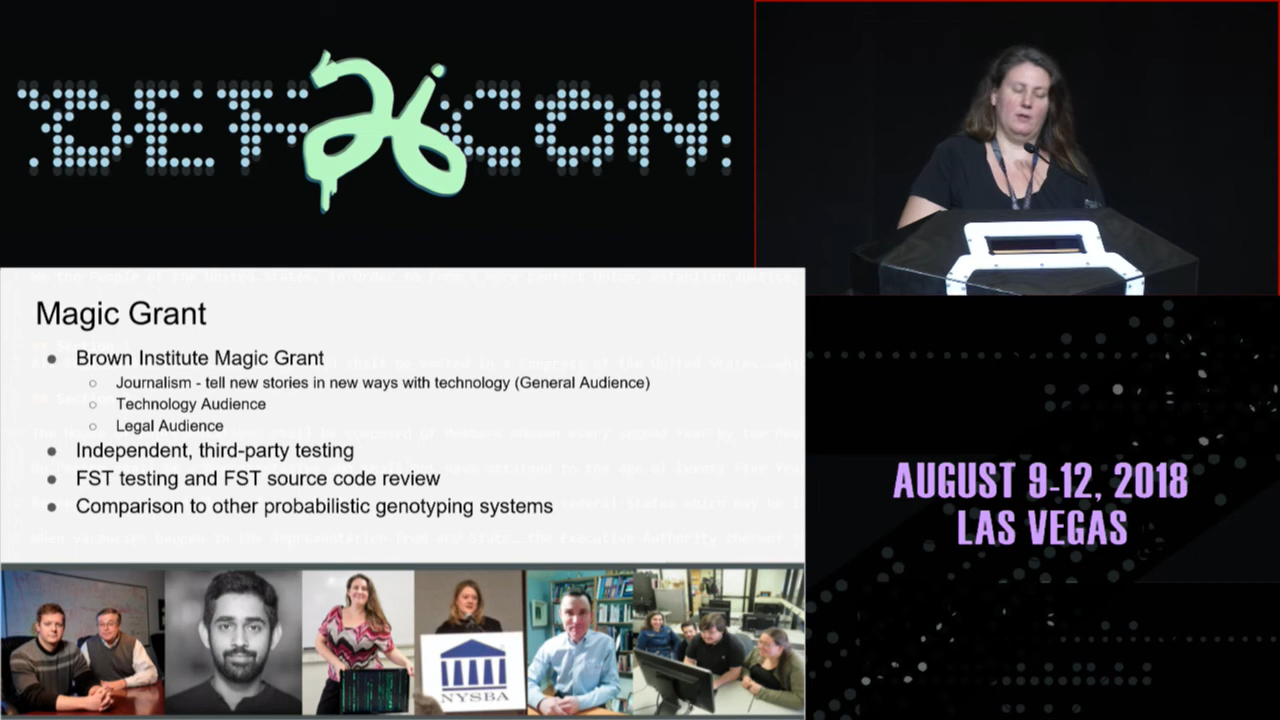 DEF CON
26
Magic Grant
Brown Institute Magic Grant
Journalism - tell new stories in new ways with technology (General Audience)
Technology Audience
Legal Audience
Independent, third-party testing
FST testing and FST source code review
Comparison to other probabilistic genotyping systems
NYSBA
AUGUST 9-12, 2018
LAS VEGAS